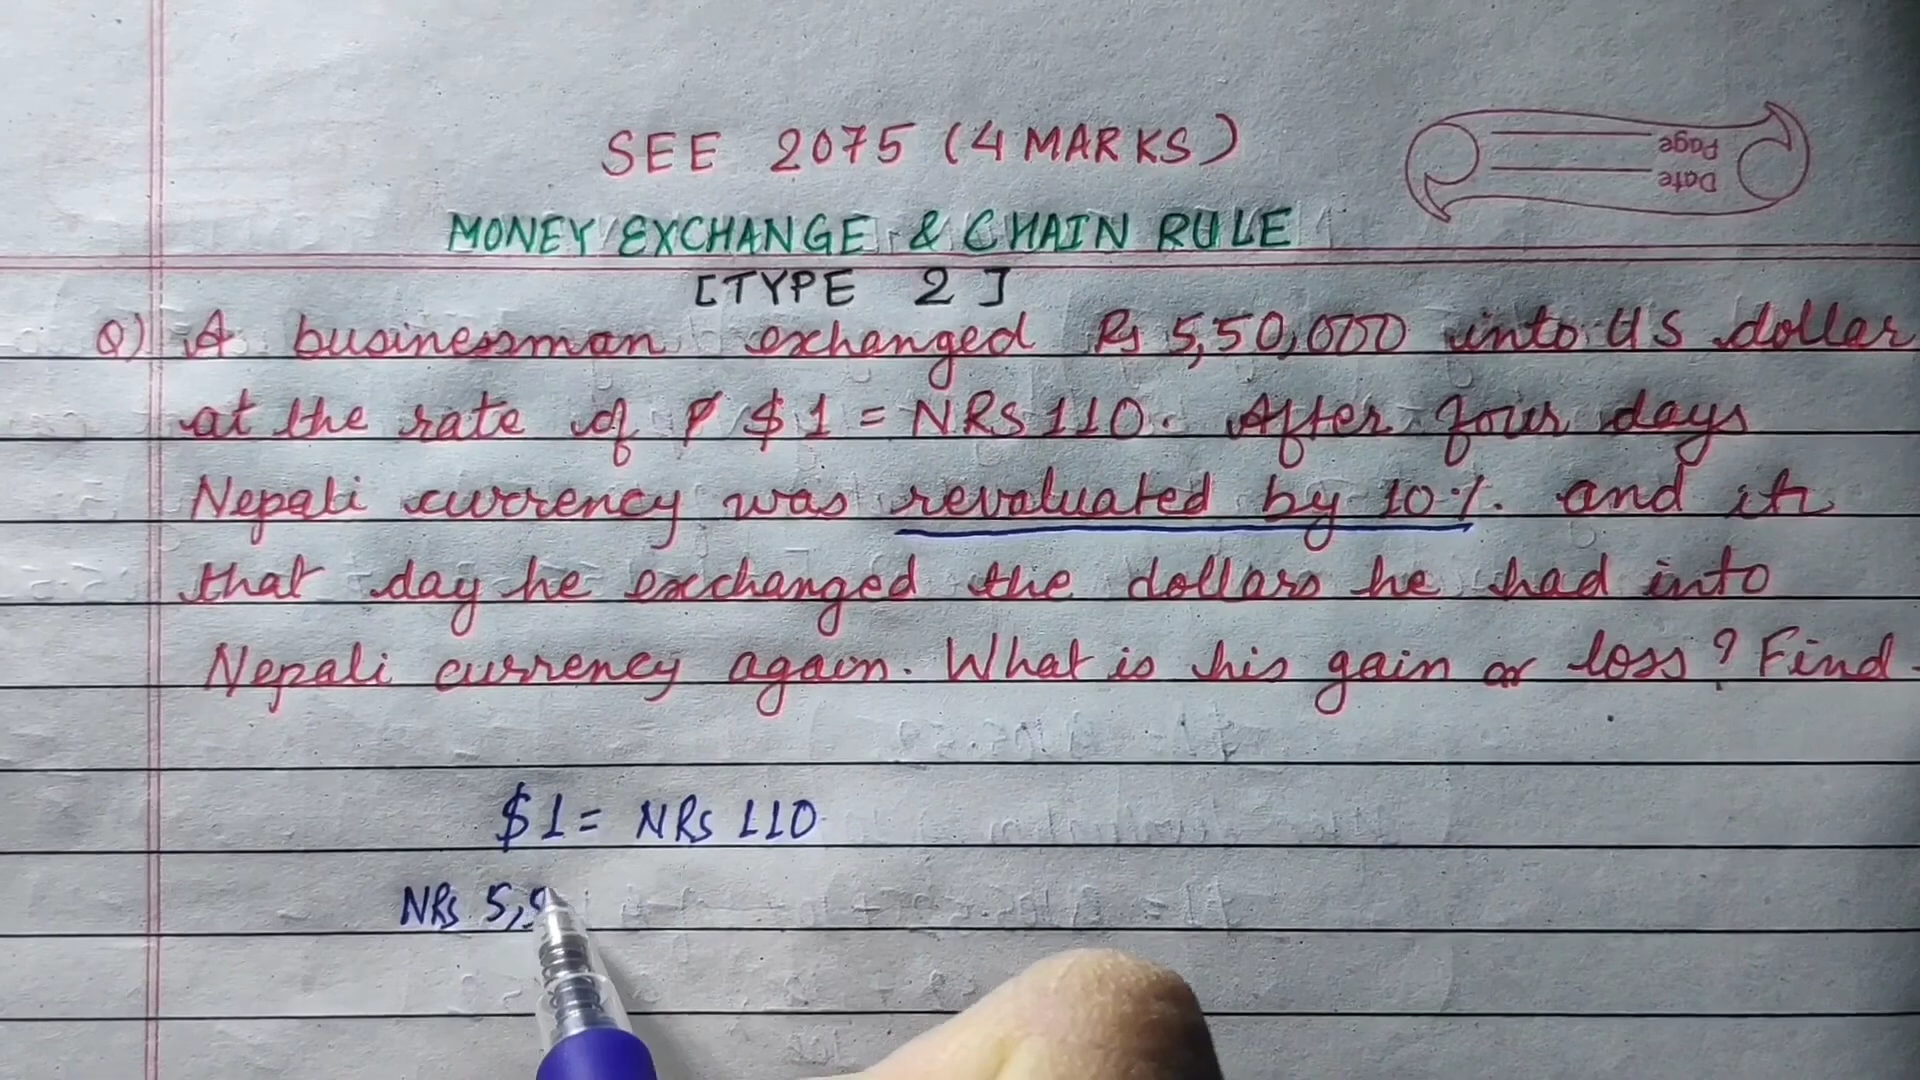 SEE 2075 (4 MARKS)
Page
Date
MONEY EXCHANGE & CHAIN RULE
[TYPE 2]
Q) A businessman exchanged Rs 5,50,000 into US dollar
at the rate of $1 = NRs 110. After four days
Nepali currency was revaluated by 10%. and in
that day he exchanged the dollars he had into
Nepali currency again. What is his gain or loss? Find
$1 = NRs 110
NRs 5,5